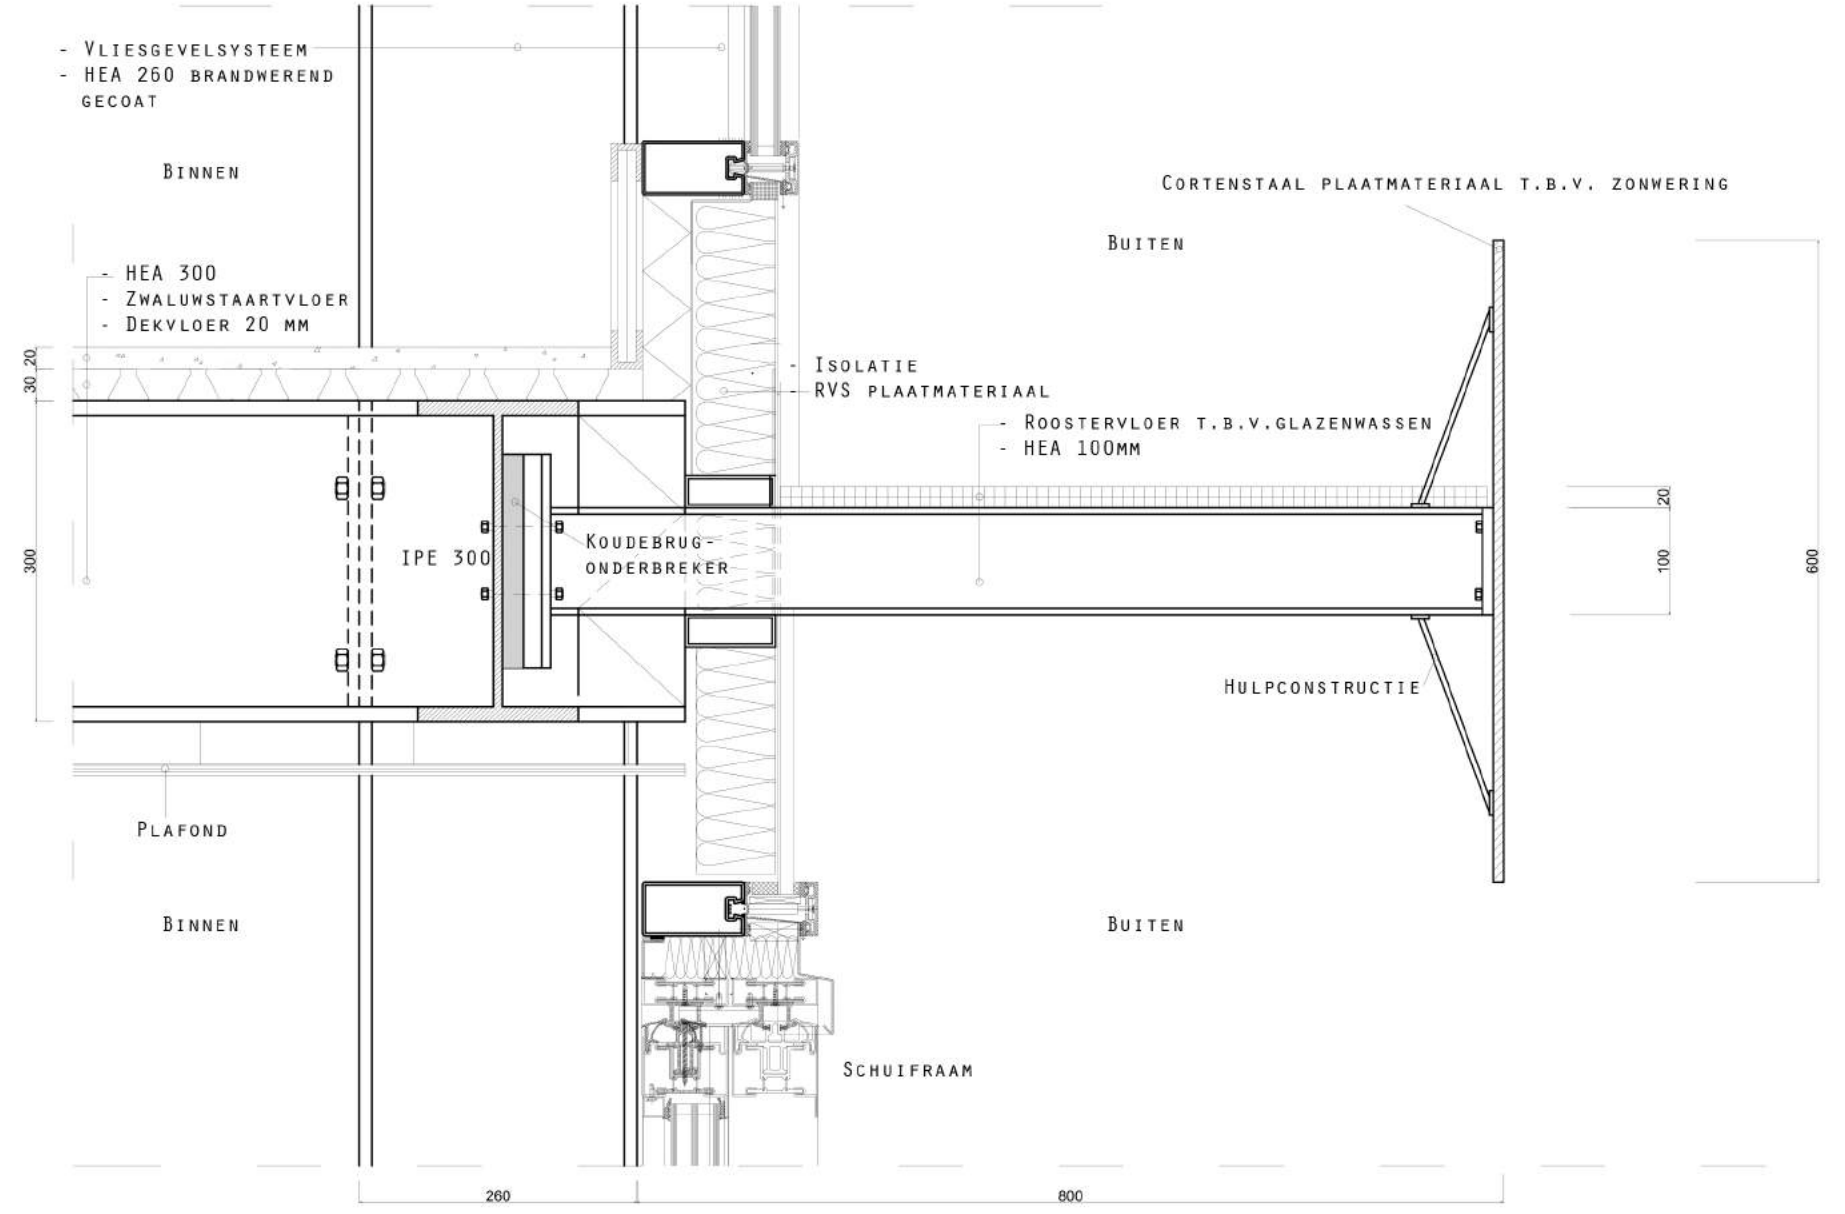 - Vliesgevelsysteem
- HEA 260 brandwerend
gecoat
Binnen
Cortenstaal plaatmateriaal t.b.v. zonwering
Buiten
- HEA 300
- Zwaluwstaartvloer
- Dekvloer 20 mm
20
30
300
- Isolatie
- RVS plaatmateriaal
- Roostervloer t.b.v.glazenwassen
- HEA 100mm
IPE 300
Koudebrug-
onderbreker
20
100
600
Hulpconstructie
Plafond
Binnen
Buiten
Schuifraam
260
800